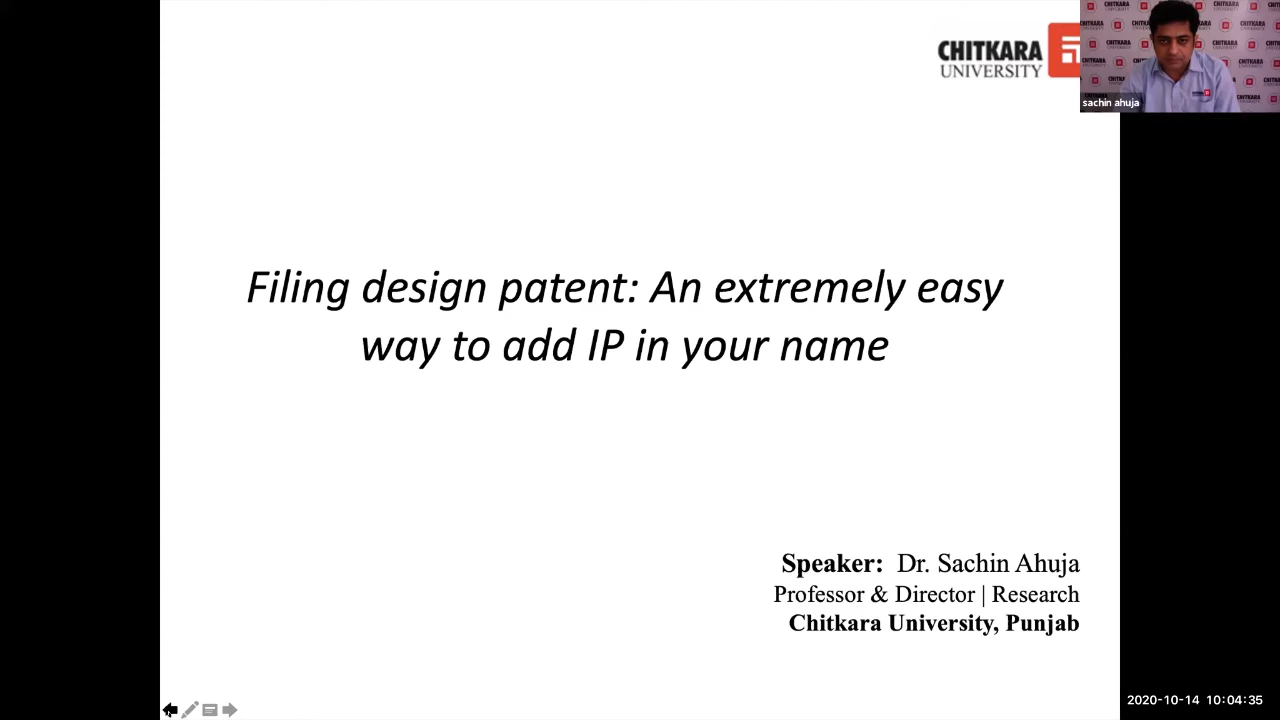 CHITKARA
UNIVERSITY
sachin ahuja
Filing design patent: An extremely easy
way to add IP in your name
Speaker: Dr. Sachin Ahuja
Professor & Director | Research
Chitkara University, Punjab
2020-10-14 10:04:35